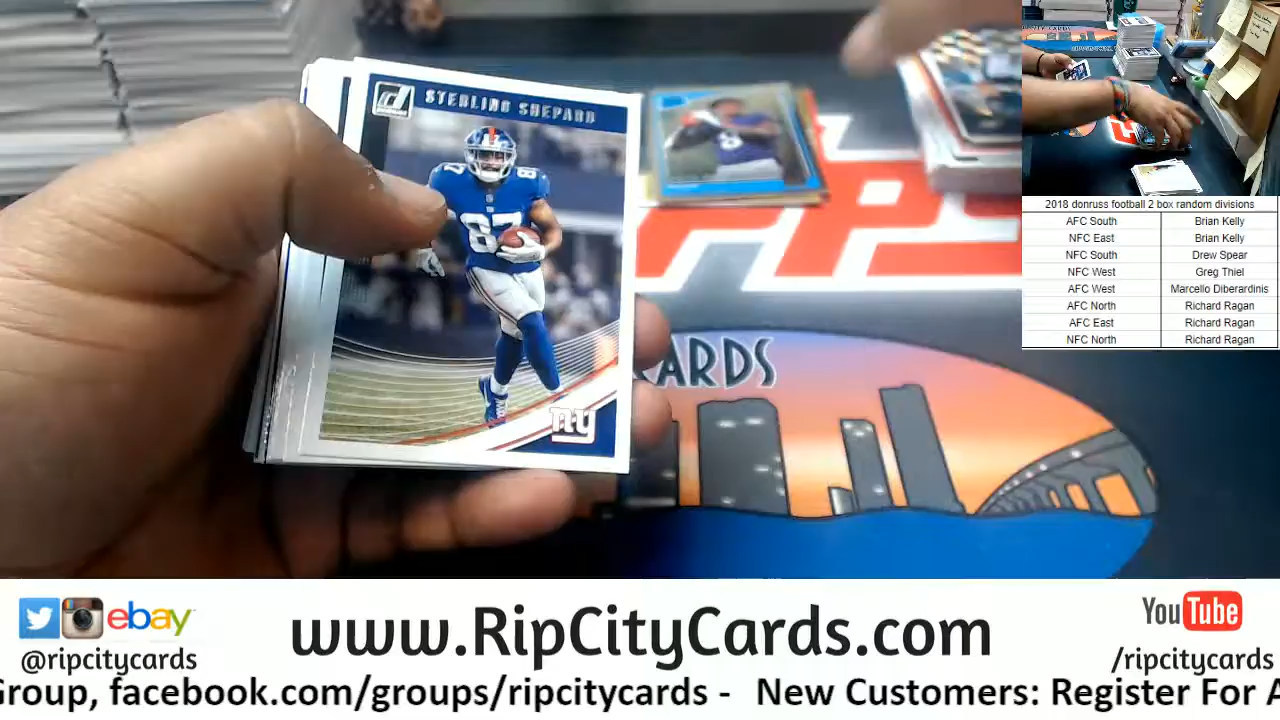 STERLING SHEPARD
87
87
ny
ARDS
2018 donruss football 2 box random divisions
AFC South Brian Kelly
NFC East Brian Kelly
NFC South Drew Spear
NFC West Greg Thiel
AFC West Marcello Diberardinis
AFC North Richard Ragan
AFC East Richard Ragan
NFC North Richard Ragan
ebay
www.RipCityCards.com
YouTube
@ripcitycards
/ripcitycards
Group, facebook.com/groups/ripcitycards - New Customers: Register For A